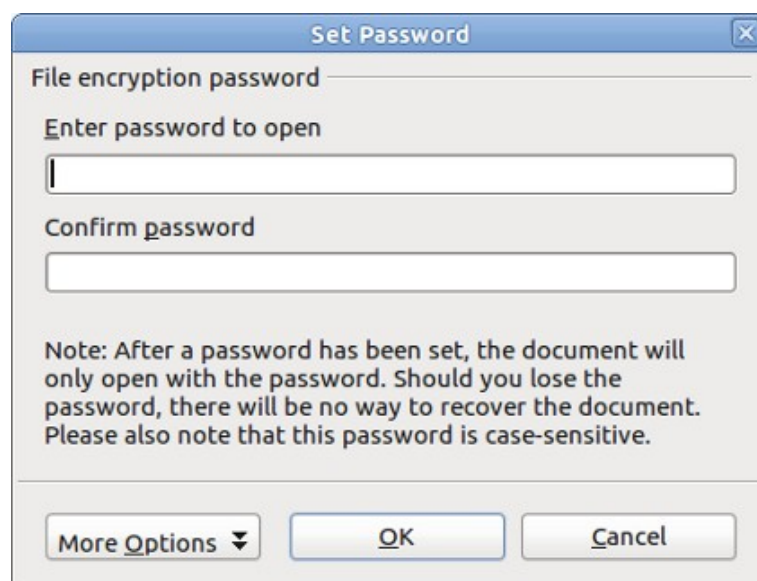 Set Password
File encryption password
Enter password to open
Confirm password
Note: After a password has been set, the document will
only open with the password. Should you lose the
password, there will be no way to recover the document.
Please also note that this password is case-sensitive.
More Options OK Cancel